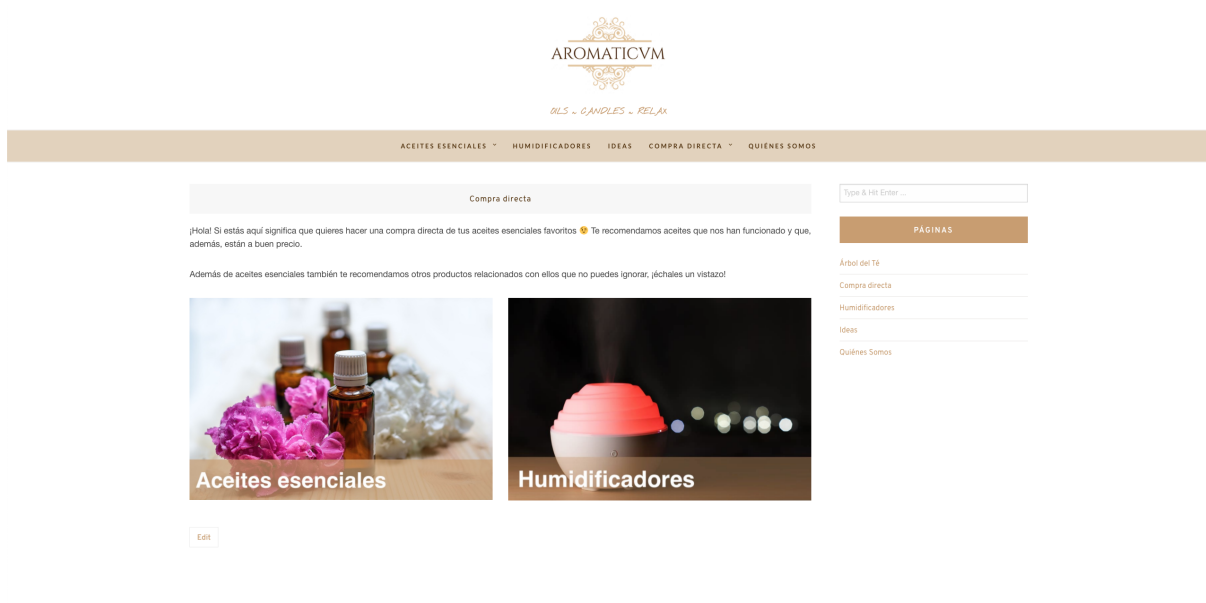 AROMATICVM
OILS ~ CANDLES ~ RELAX
ACEITES ESENCIALES HUMIDIFICADORES IDEAS COMPRA DIRECTA QUIÉNES SOMOS
Compra directa
¡Hola! Si estás aquí significa que quieres hacer una compra directa de tus aceites esenciales favoritos 😉 Te recomendamos aceites que nos han funcionado y que,
además, están a buen precio.
Además de aceites esenciales también te recomendamos otros productos relacionados con ellos que no puedes ignorar, ¡échales un vistazo!
Aceites esenciales
Humidificadores
Edit
Type & Hit Enter ...
PÁGINAS
Árbol del Té
Compra directa
Humidificadores
Ideas
Quiénes Somos